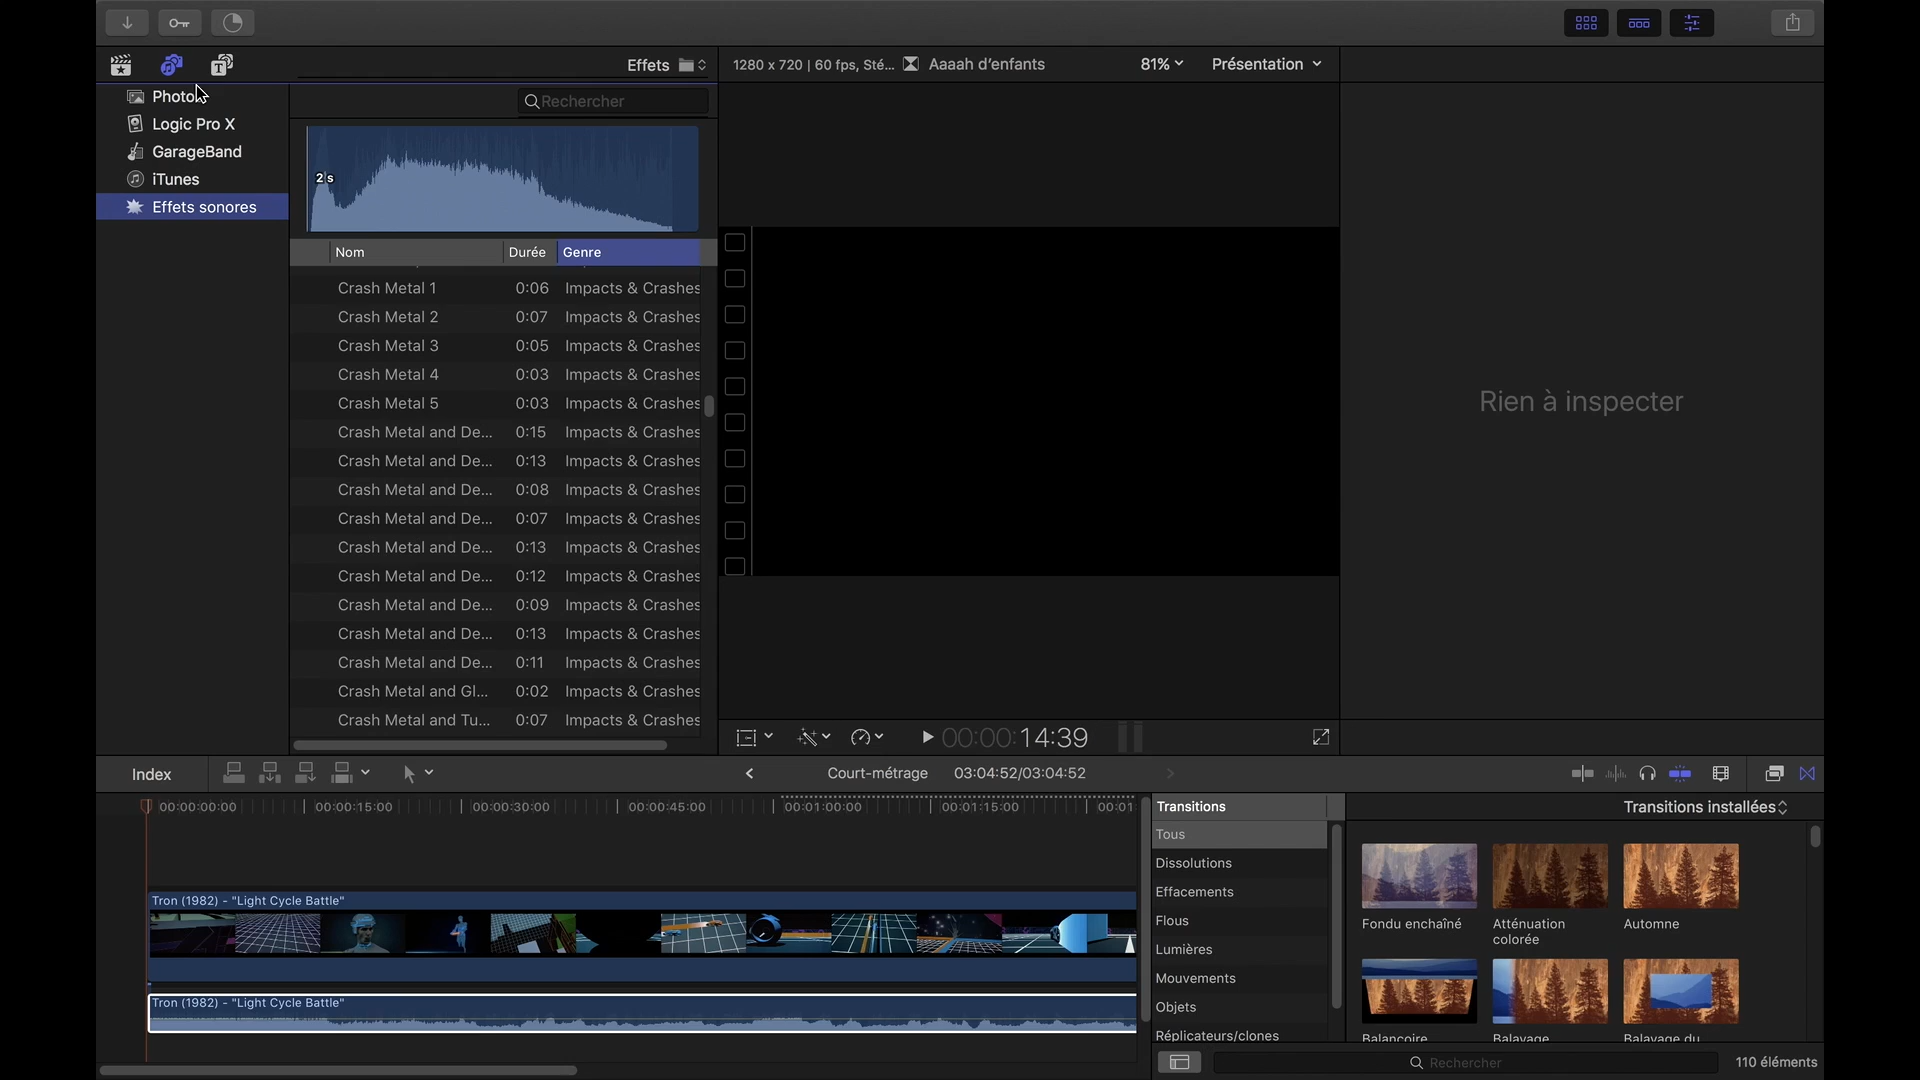 Effets
1280 x 720 | 60 fps, Sté... Aaaah d'enfants
81%
Présentation
Logic Pro X
GarageBand
iTunes
Effets sonores
Rechercher
2 s
Nom Durée Genre
Crash Metal 1 0:06 Impacts & Crashes
Crash Metal 2 0:07 Impacts & Crashes
Crash Metal 3 0:05 Impacts & Crashes
Crash Metal 4 0:03 Impacts & Crashes
Crash Metal 5 0:03 Impacts & Crashes
Crash Metal and De... 0:15 Impacts & Crashes
Crash Metal and De... 0:13 Impacts & Crashes
Crash Metal and De... 0:08 Impacts & Crashes
Crash Metal and De... 0:07 Impacts & Crashes
Crash Metal and De... 0:13 Impacts & Crashes
Crash Metal and De... 0:12 Impacts & Crashes
Crash Metal and De... 0:09 Impacts & Crashes
Crash Metal and De... 0:13 Impacts & Crashes
Crash Metal and De... 0:11 Impacts & Crashes
Crash Metal and Gl... 0:02 Impacts & Crashes
Crash Metal and Tu... 0:07 Impacts & Crashes
Rien à inspecter
00:00:14:39
Index
Court-métrage 03:04:52/03:04:52
00:00:00:00 00:00:15:00 00:00:30:00 00:00:45:00 00:01:00:00 00:01:15:00 00:01
Tron (1982) - "Light Cycle Battle"
Tron (1982) - "Light Cycle Battle"
Transitions
Tous
Dissolutions
Effacements
Flous
Lumières
Mouvements
Objets
Réplicateurs/clones
Transitions installées
Fondu enchaîné
Atténuation
colorée
Automne
Balançoire
Balayage
Balayage du
Rechercher
110 éléments